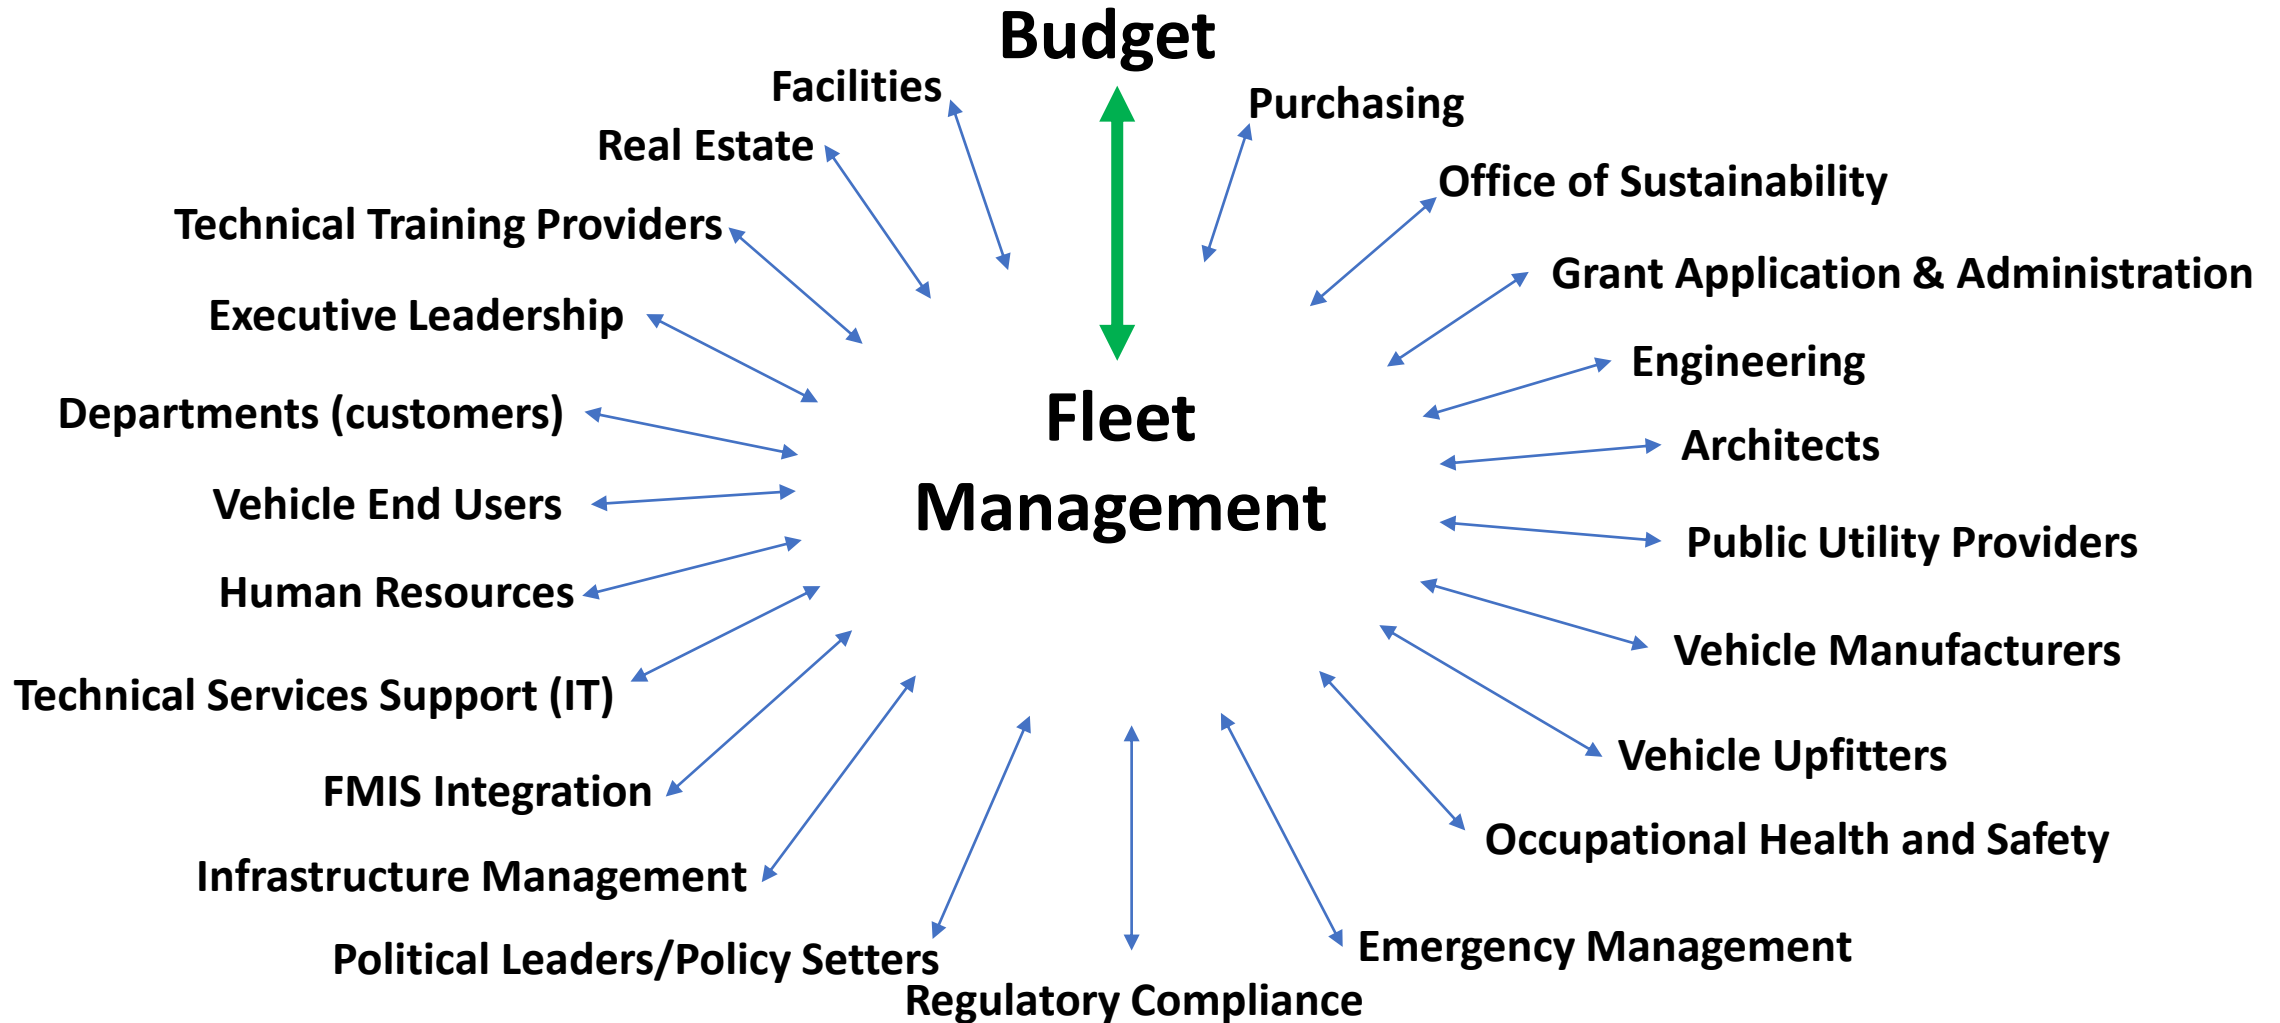 Budget
Facilities
Purchasing
Real Estate
Office of Sustainability
Technical Training Providers
Grant Application & Administration
Executive Leadership
Engineering
Departments (customers)
Fleet
Management
Architects
Vehicle End Users
Public Utility Providers
Human Resources
Vehicle Manufacturers
Technical Services Support (IT)
Vehicle Upfitters
FMIS Integration
Occupational Health and Safety
Infrastructure Management
Emergency Management
Political Leaders/Policy Setters
Regulatory Compliance